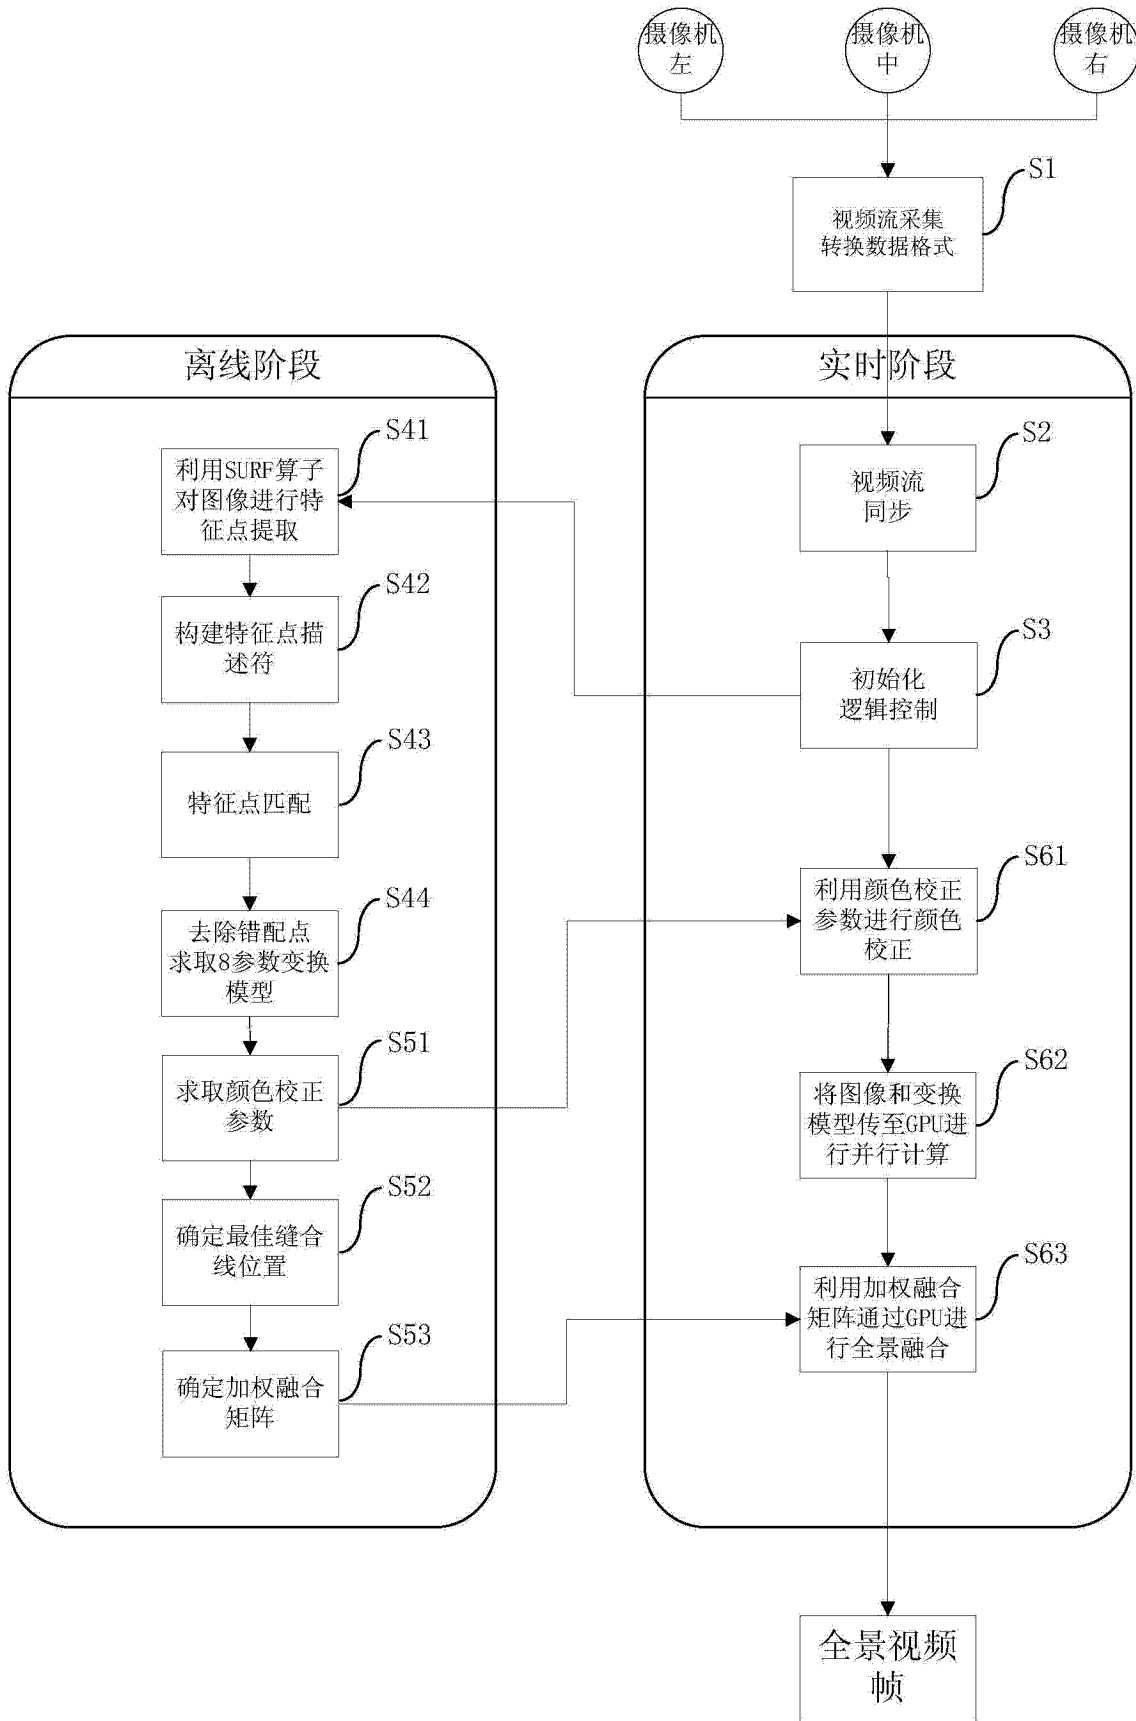 摄像机
左
摄像机
中
摄像机
右
S1
视频流采集
转换数据格式
离线阶段
S41
利用SURF算子
对图像进行特
征点提取
S42
构建特征点描
述符
S43
特征点匹配
S44
去除错配点
求取8参数变换
模型
S51
求取颜色校正
参数
S52
确定最佳缝合
线位置
S53
确定加权融合
矩阵
实时阶段
S2
视频流
同步
S3
初始化
逻辑控制
S61
利用颜色校正
参数进行颜色
校正
S62
将图像和变换
模型传至GPU进
行并行计算
S63
利用加权融合
矩阵通过GPU进
行全景融合
全景视频
帧